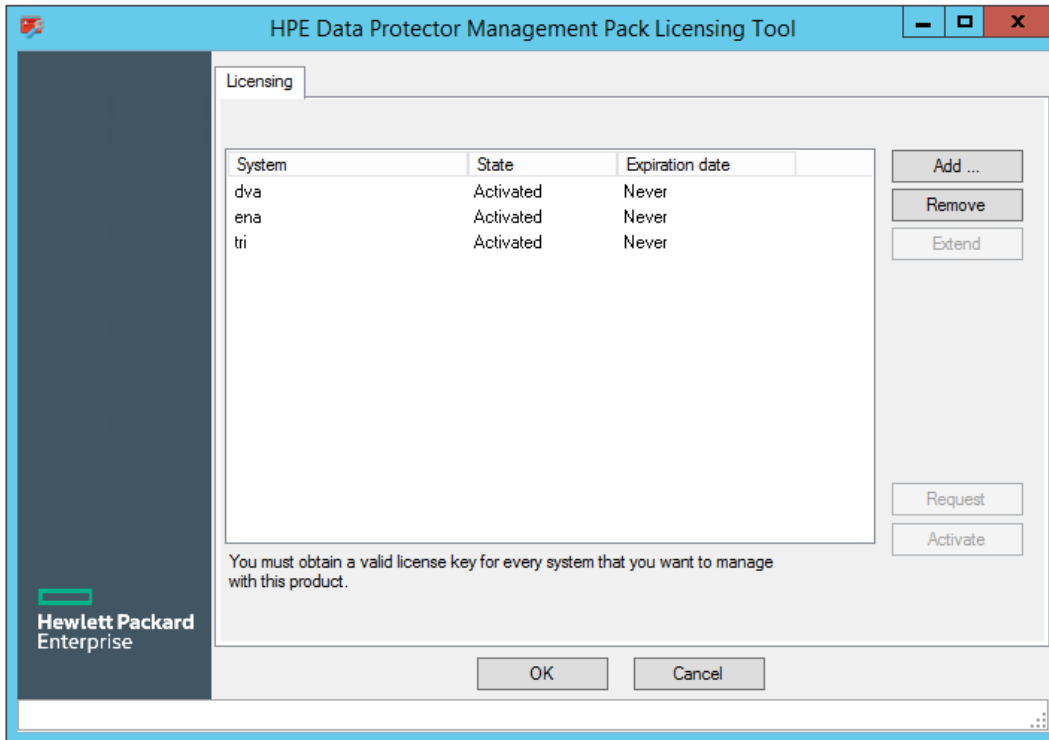 HPE Data Protector Management Pack Licensing Tool
Licensing
System State Expiration date
dva Activated Never
ena Activated Never
tri Activated Never
Add ...
Remove
Extend
Request
Activate
You must obtain a valid license key for every system that you want to manage
with this product.
Hewlett Packard
Enterprise
OK Cancel